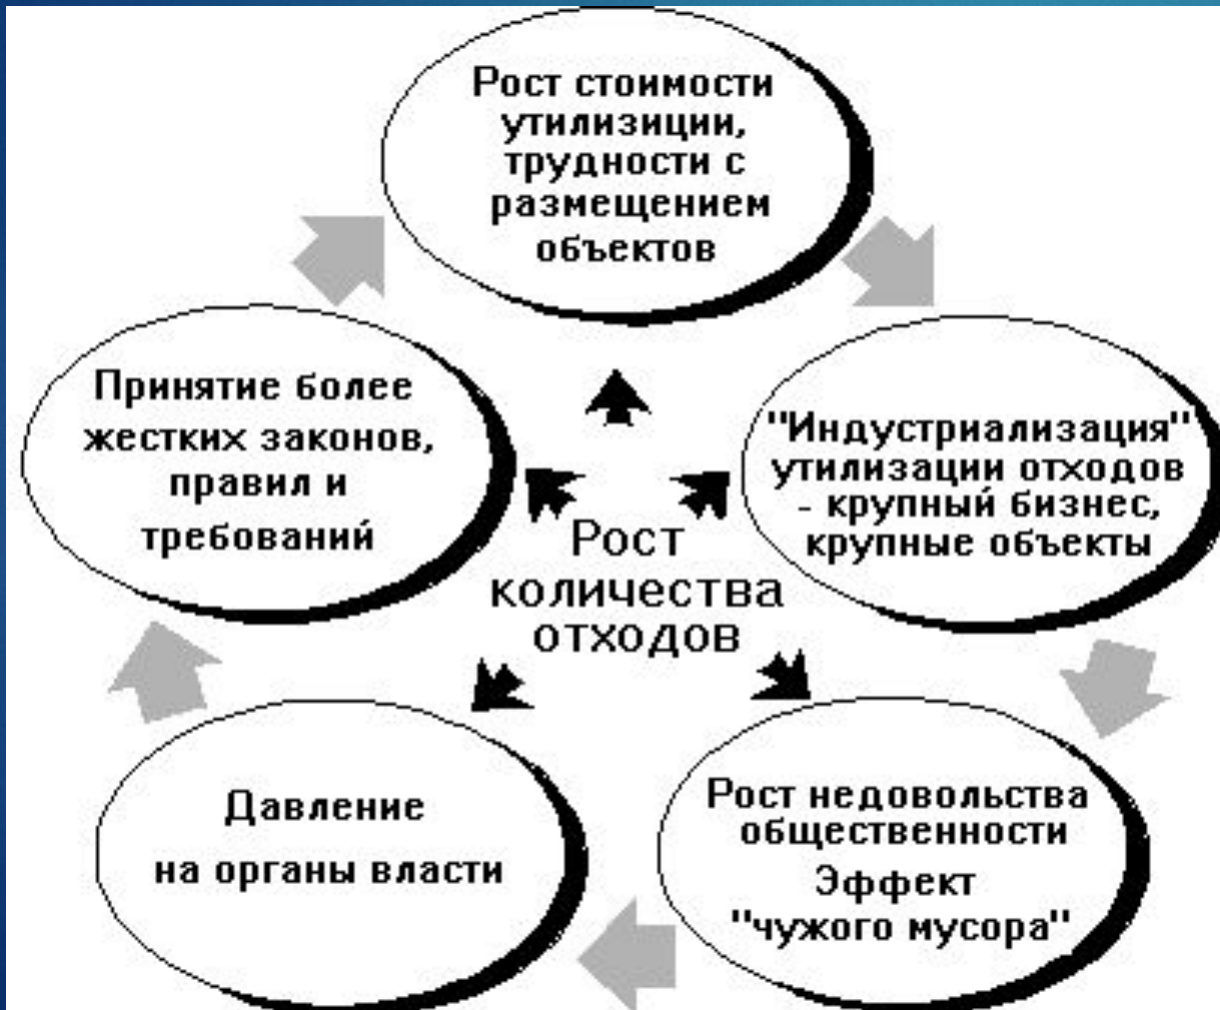 Рост стоимости
утилизиции,
трудности с
размещением
объектов
"Индустриализация"
утилизации отходов
- крупный бизнес,
крупные объекты
Рост недовольства
общественности
Эффект
"чужого мусора"
Давление
на органы власти
Принятие более
жестких законов,
правил и
требований
Рост
количества
отходов